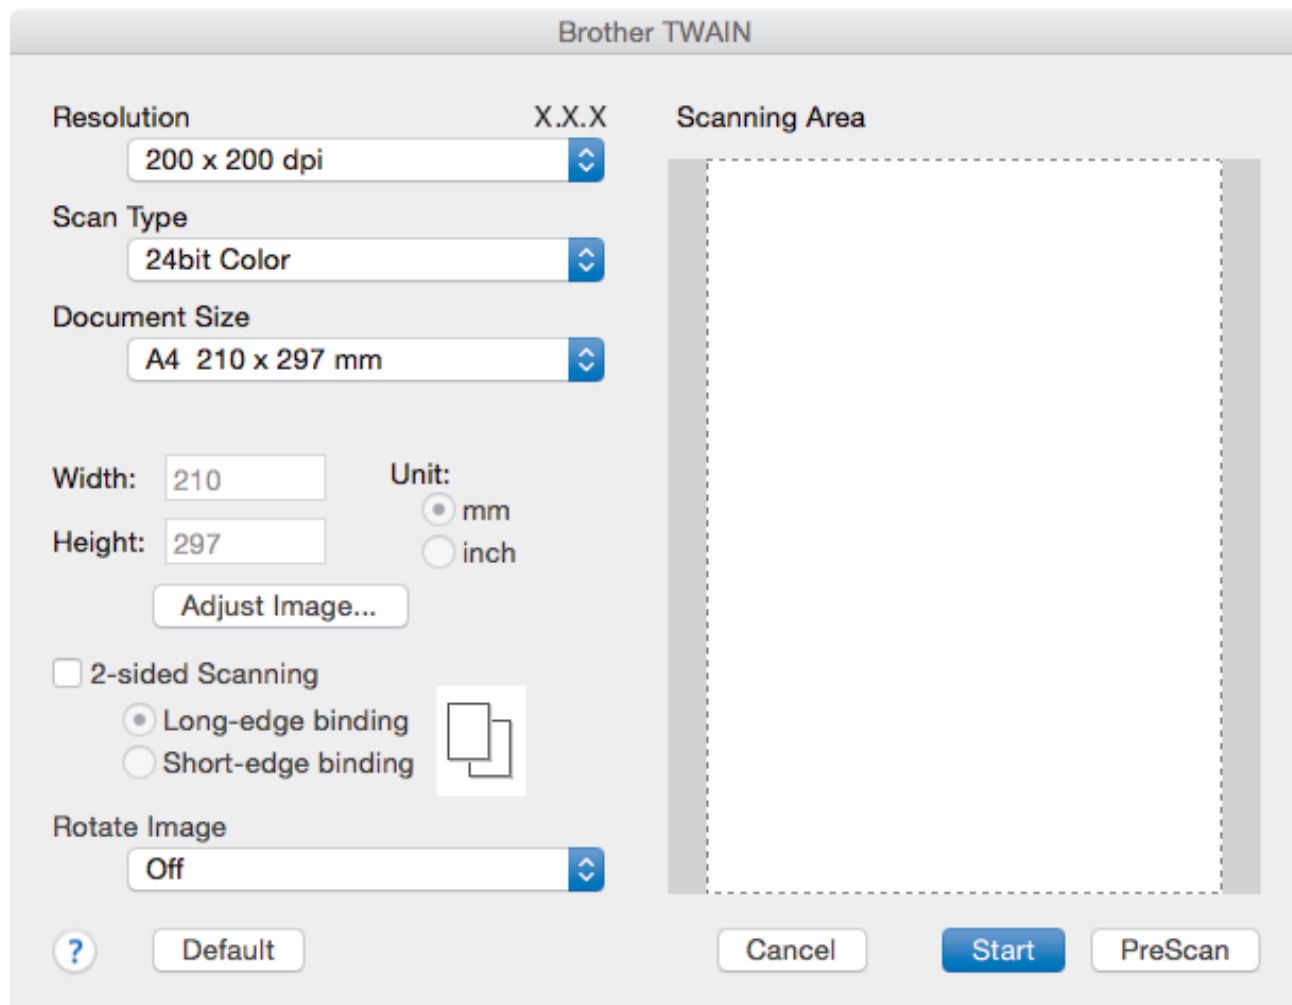 Brother TWAIN
Resolution X.X.X
200 x 200 dpi
Scan Type
24bit Color
Document Size
A4 210 x 297 mm
Width: 210
Height: 297
Unit:
mm
inch
Adjust Image...
2-sided Scanning
Long-edge binding
Short-edge binding
Rotate Image
Off
? Default
Scanning Area
Cancel Start PreScan